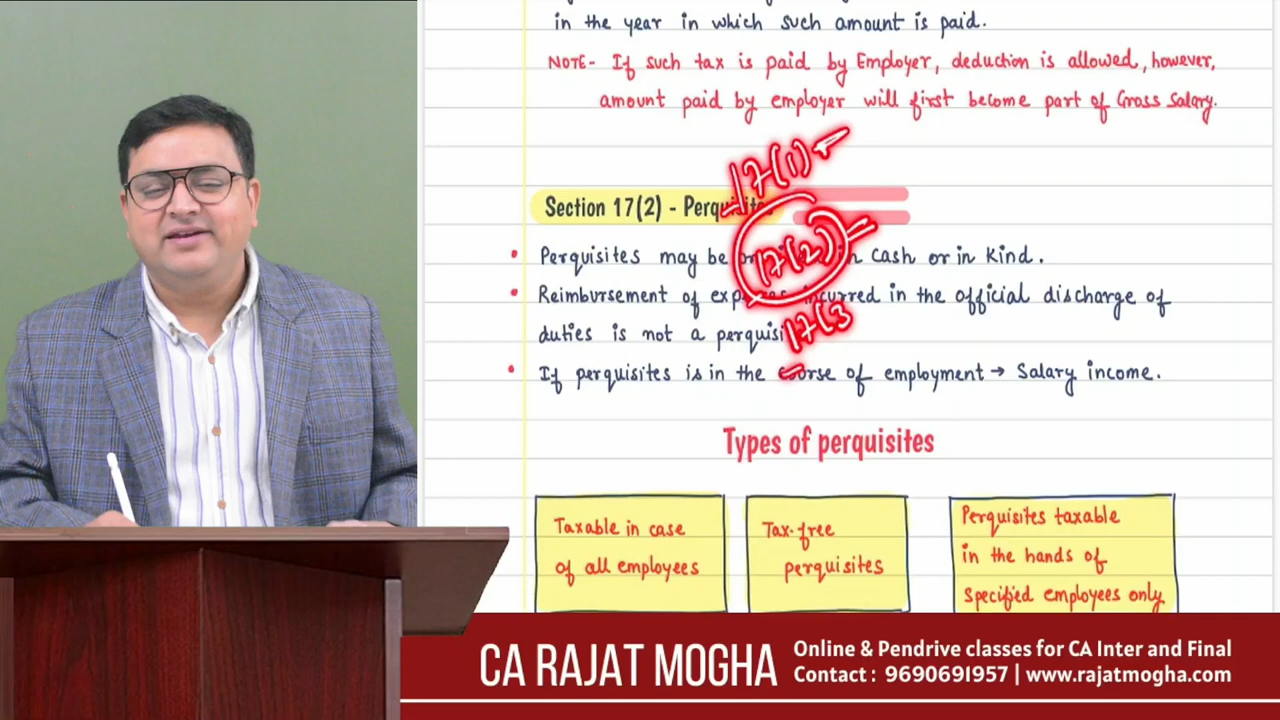 in the year in which such amount is paid.
NOTE- If such tax is paid by Employer, deduction is allowed, however,
amount paid by employer will first become part of Gross Salary.
17(1)
Section 17(2) - Perquisites
17(2)
Perquisites may be in Cash or in Kind.
Reimbursement of expenses incurred in the official discharge of
17(3
duties is not a perquisi
If perquisites is in the course of employment → Salary income.
Types of perquisites
Taxable in case
of all employees
Tax-free
perquisites
Perquisites taxable
in the hands of
Specified employees only
CA RAJAT MOGHA
Online & Pendrive classes for CA Inter and Final
Contact : 9690691957 | www.rajatmogha.com